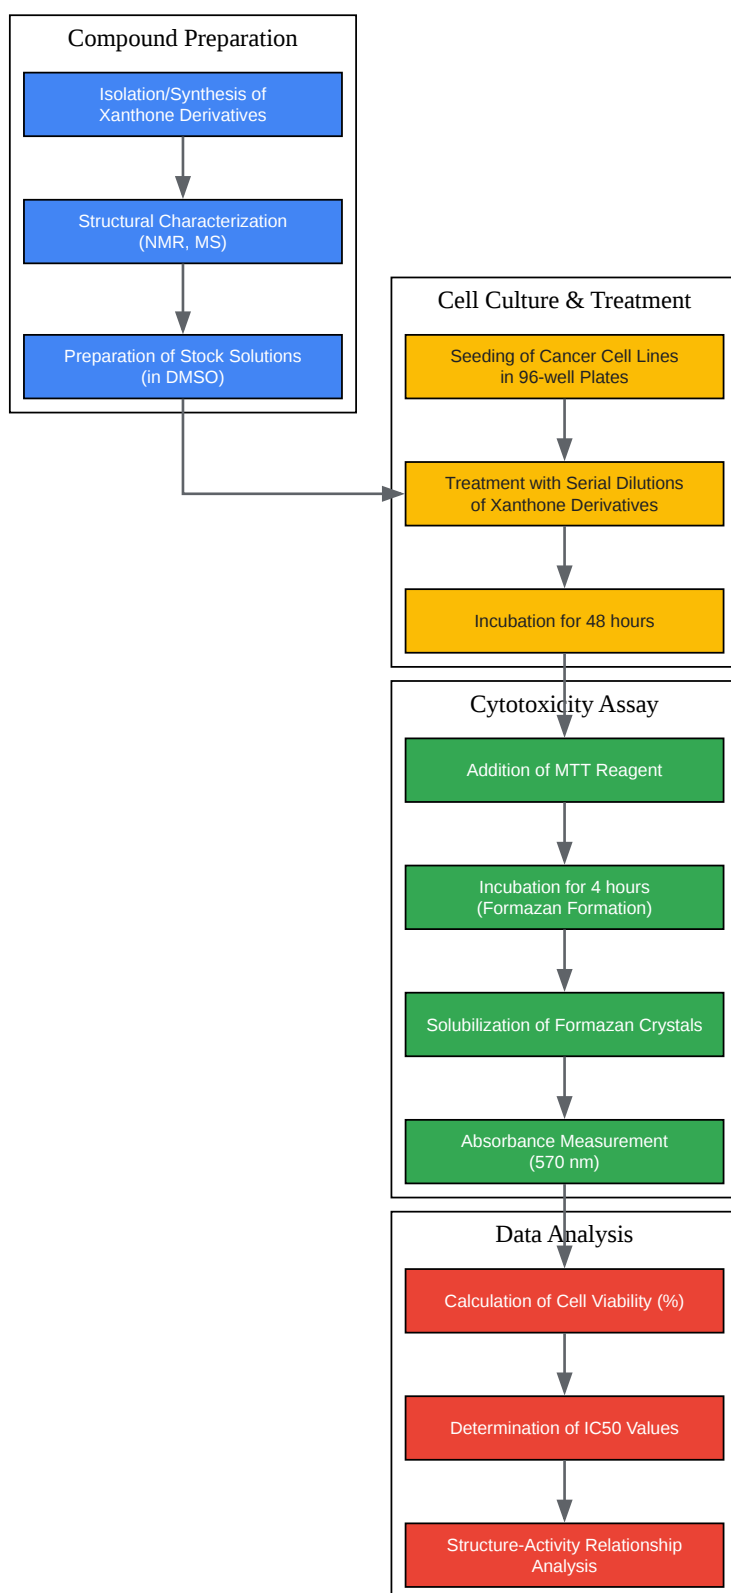 Compound Preparation
Isolation/Synthesis of
Xanthone Derivatives
Structural Characterization
(NMR, MS)
Preparation of Stock Solutions
(in DMSO)
Cell Culture & Treatment
Seeding of Cancer Cell Lines
in 96-well Plates
Treatment with Serial Dilutions
of Xanthone Derivatives
Incubation for 48 hours
Cytotoxicity Assay
Addition of MTT Reagent
Incubation for 4 hours
(Formazan Formation)
Solubilization of Formazan Crystals
Absorbance Measurement
(570 nm)
Data Analysis
Calculation of Cell Viability (%)
Determination of IC50 Values
Structure-Activity Relationship
Analysis